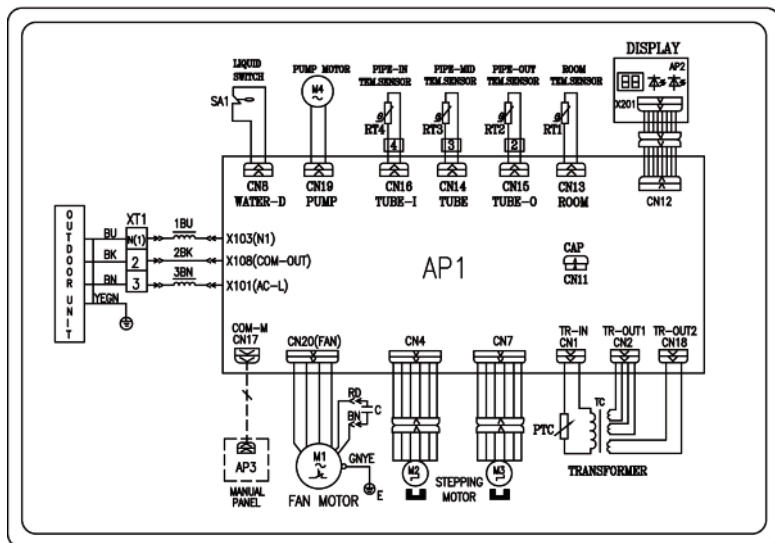 LIQUID
SWITCH
SA1
PUMP MOTOR
M4
PIPE-IN
TEM.SENSOR
RT4
4
PIPE-MID
TEM.SENSOR
RT3
3
PIPE-OUT
TEM.SENSOR
RT2
2
ROOM
TEM.SENSOR
RT1
DISPLAY
AP2
88
X201
CN8
WATER-D
CN19
PUMP
CN16
TUBE-I
CN14
TUBE
CN15
TUBE-O
CN13
ROOM
CN12
OUTDOOR UNIT
XT1
BU
N(1)
1BU
X103(N1)
BK
2
2BK
X108(COM-OUT)
BN
3
3BN
X101(AC-L)
YEGN
AP1
CAP
CN11
COM-M
CN17
CN20(FAN)
CN4
CN7
TR-IN
CN1
TR-OUT1
CN2
TR-OUT2
CN18
RD
BN
C
GNYE
E
M1
FAN MOTOR
AP3
MANUAL
PANEL
M2
STEPPING
MOTOR
M3
PTC
TC
TRANSFORMER